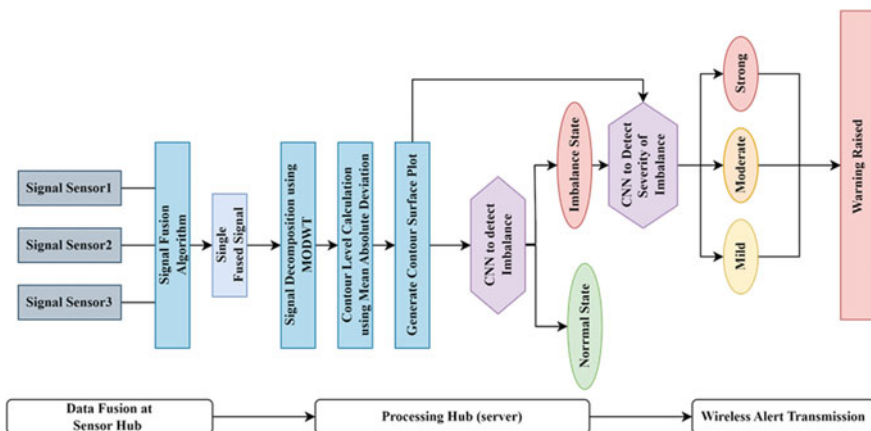 Signal Sensor1
Signal Sensor2
Signal Sensor3
Signal Fusion
Algorithm
Single
Fused Signal
Signal Decomposition using
MODWT
Contour Level Calculation
using Mean Absolute Deviation
Generate Contour Surface Plot
CNN to detect
Imbalance
Imbalance State
Norrmal State
CNN to Detect
Severity of
Imbalance
Strong
Moderate
Mild
Warning Raised
Data Fusion at
Sensor Hub
Processing Hub (server)
Wireless Alert Transmission